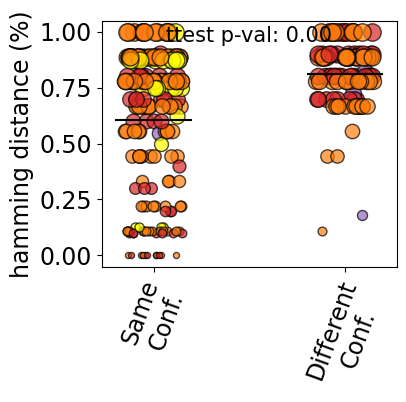 1.00
0.75
0.50
0.25
0.00
hamming distance (%)
ttest p-val: 0.00
Same
Conf.
Different
Conf.